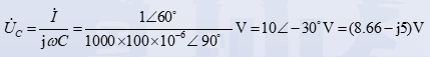 U̇_C = İ/(jωC) = 1∠60°/(1000×100×10⁻⁶∠90°) V =10∠−30°V =(8.66−j5)V